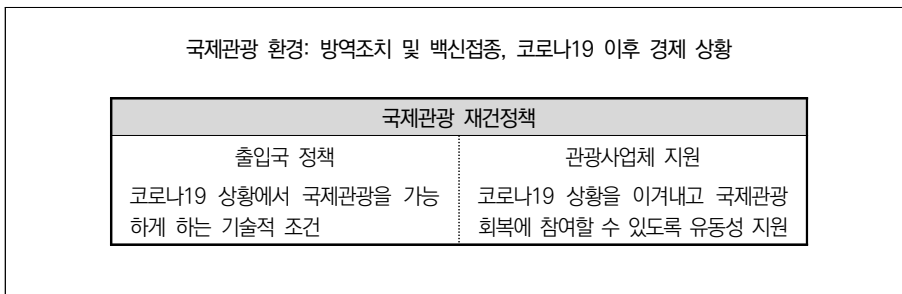 국제관광 환경: 방역조치 및 백신접종, 코로나19 이후 경제 상황
국제관광 재건정책
출입국 정책
코로나19 상황에서 국제관광을 가능
하게 하는 기술적 조건
관광사업체 지원
코로나19 상황을 이겨내고 국제관광
회복에 참여할 수 있도록 유동성 지원